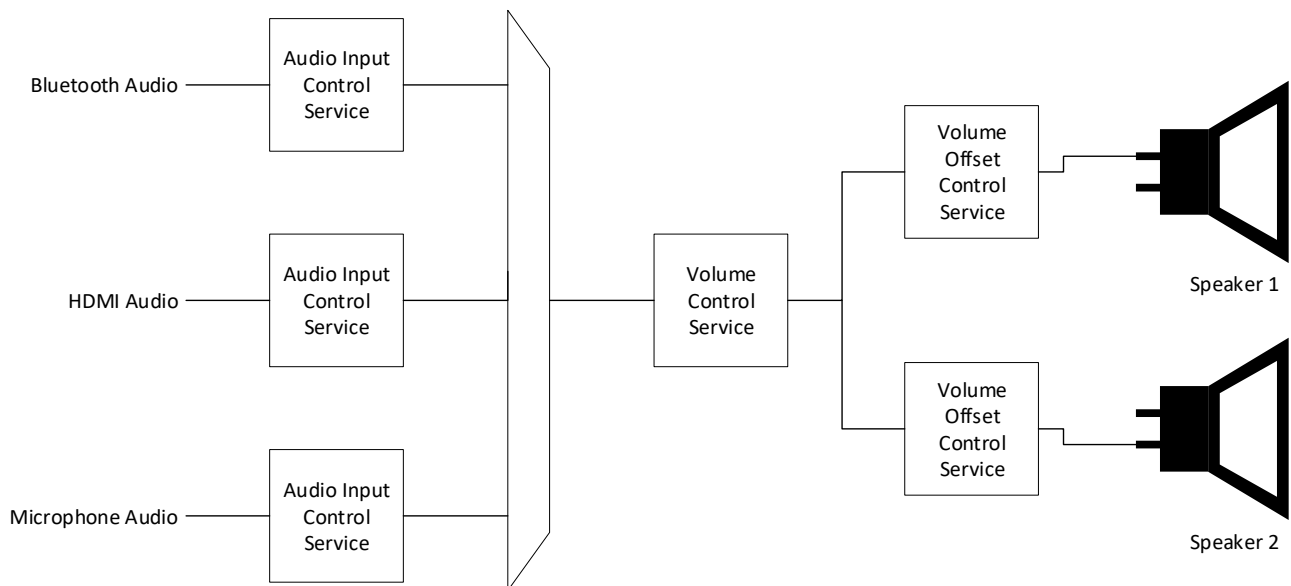 Bluetooth Audio
Audio Input
Control
Service
HDMI Audio
Audio Input
Control
Service
Microphone Audio
Audio Input
Control
Service
Volume
Control
Service
Volume
Offset
Control
Service
Speaker 1
Volume
Offset
Control
Service
Speaker 2